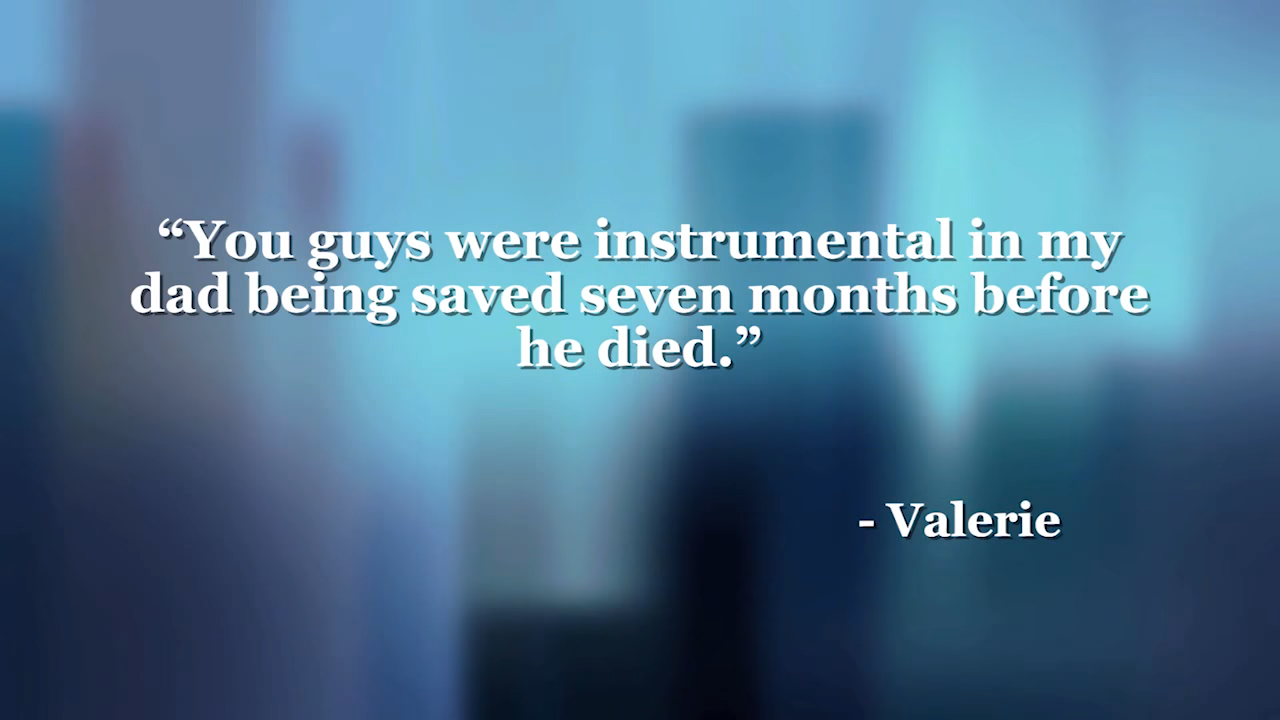 “You guys were instrumental in my
dad being saved seven months before
he died.”
- Valerie